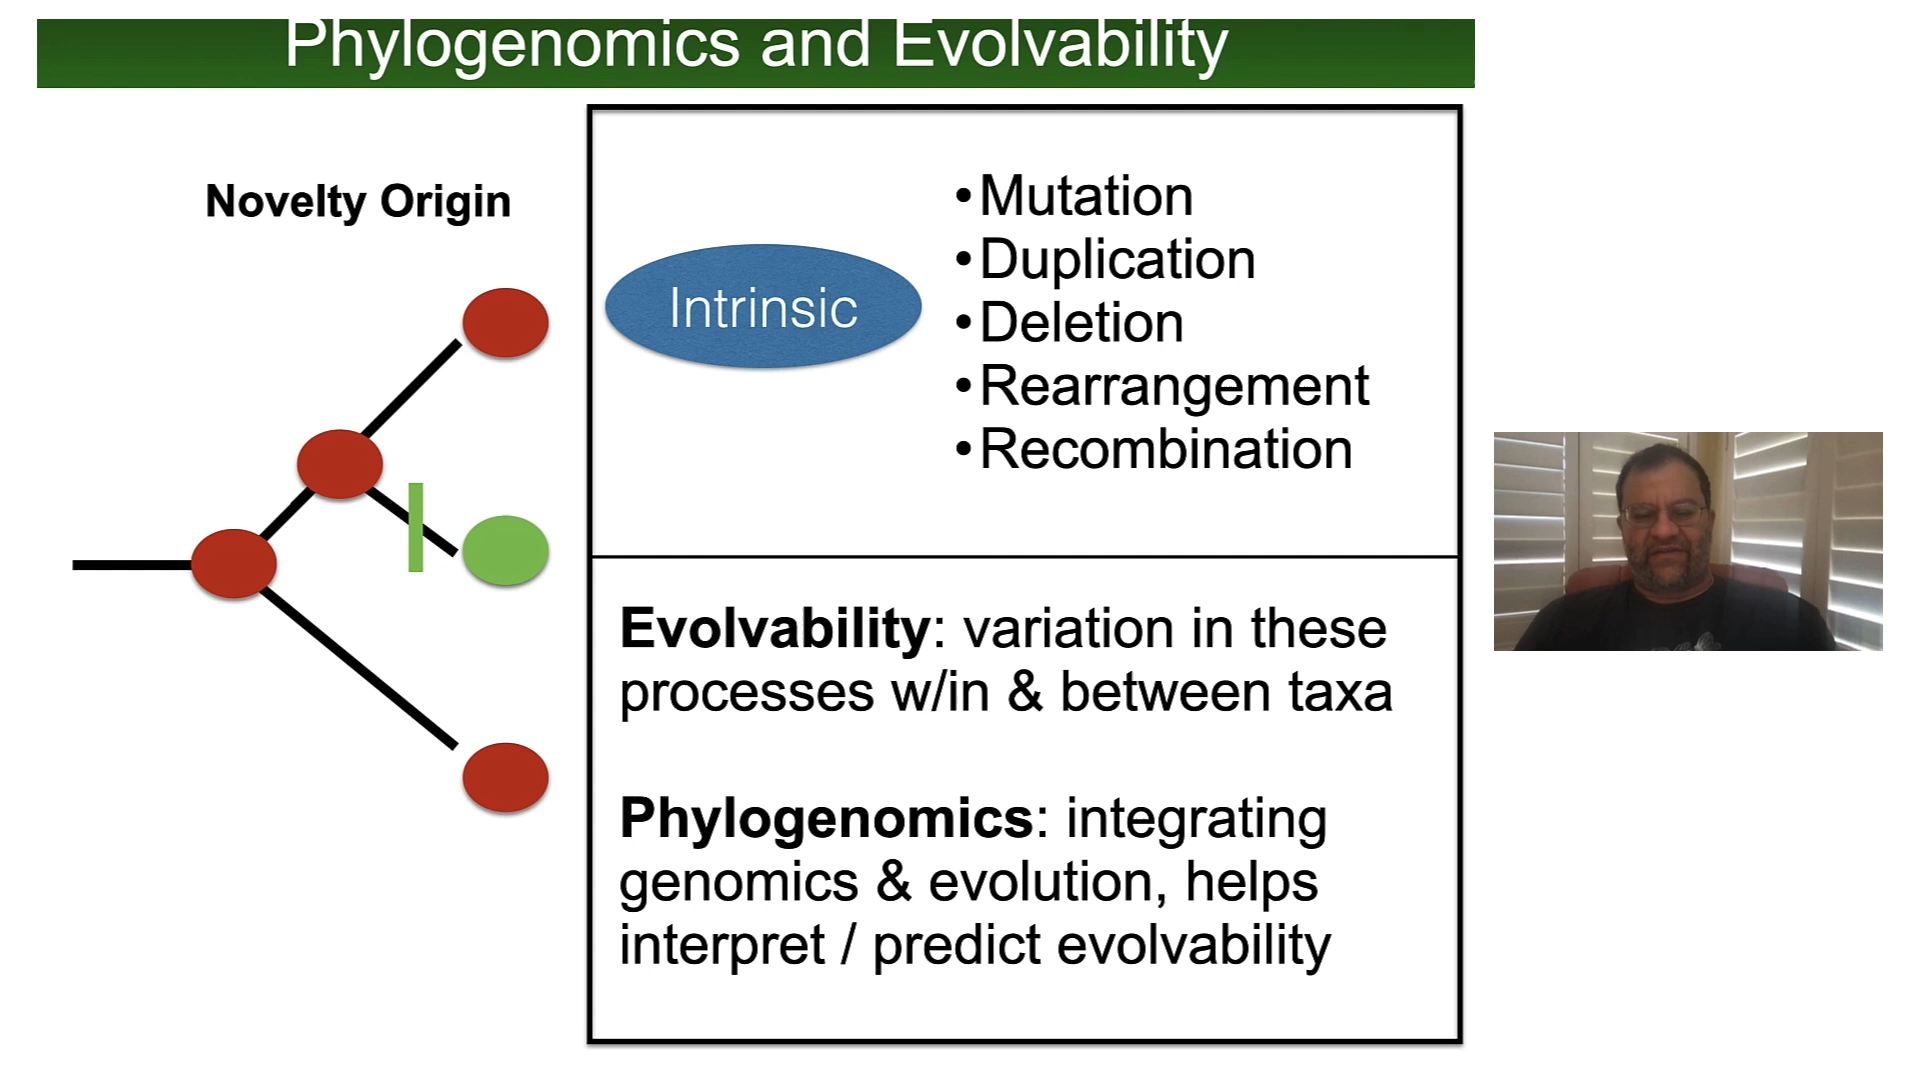 Phylogenomics and Evolvability
Novelty Origin
Intrinsic
•Mutation
•Duplication
•Deletion
•Rearrangement
•Recombination
Evolvability: variation in these
processes w/in & between taxa
Phylogenomics: integrating
genomics & evolution, helps
interpret / predict evolvability